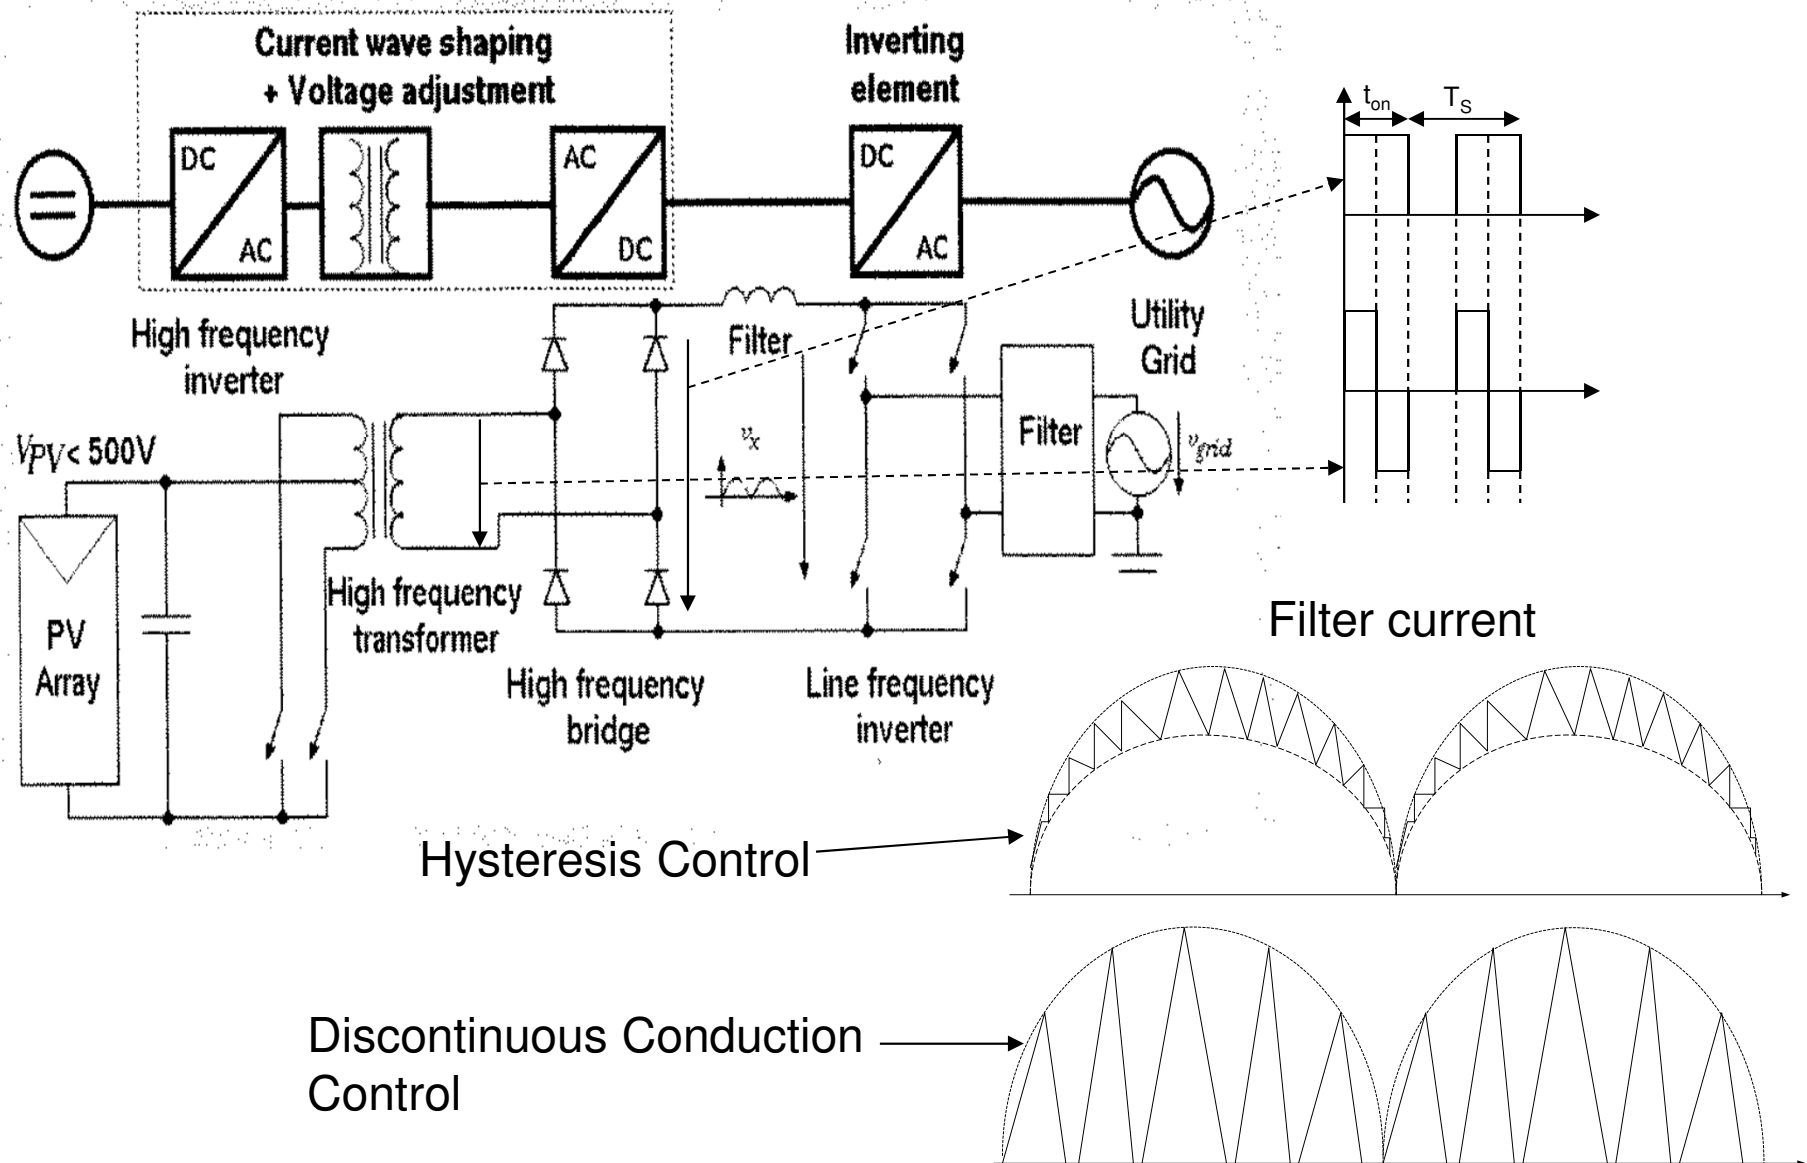 Current wave shaping
+ Voltage adjustment
Inverting
element
DC
AC
AC
DC
DC
AC
t_on
T_S
High frequency
inverter
Filter
Utility
Grid
V_PV < 500V
v_x
Filter
v_grid
PV
Array
High frequency
transformer
High frequency
bridge
Line frequency
inverter
Filter current
Hysteresis Control
Discontinuous Conduction
Control